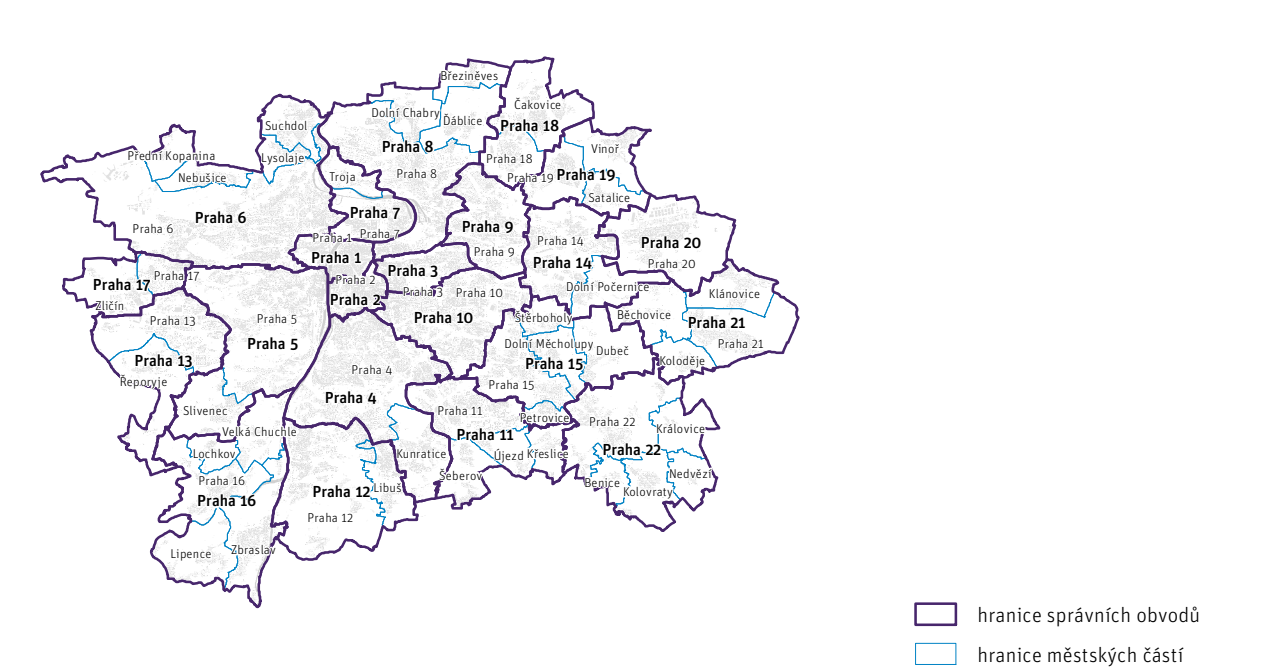 Březiněves
Čakovice
Dolní Chabry
Ďáblice
Praha 18
Suchdol
Praha 8
Vinoř
Přední Kopanina
Lysolaje
Praha 18
Nebušice
Troja
Praha 8
Praha 19
Praha 19
Satalice
Praha 6
Praha 7
Praha 6
Praha 7
Praha 9
Praha 1
Praha 14
Praha 20
Praha 9
Praha 1
Praha 14
Praha 20
Praha 17
Praha 3
Praha 17
Praha 2
Dolní Počernice
Praha 3
Praha 10
Klánovice
Zličín
Praha 2
Praha 13
Praha 5
Praha 10
Štěrboholy
Běchovice
Praha 21
Praha 5
Dolní Měcholupy
Dubeč
Praha 21
Praha 13
Praha 15
Koloděje
Praha 4
Řeporyje
Praha 15
Praha 4
Slivenec
Praha 11
Petrovice
Praha 22
Velká Chuchle
Praha 11
Královice
Lochkov
Kunratice
Újezd
Křeslice
Praha 22
Šeberov
Nedvězí
Praha 16
Praha 12
Libuš
Benice
Kolovraty
Praha 16
Praha 12
Lipence
Zbraslav
hranice správních obvodů
hranice městských částí